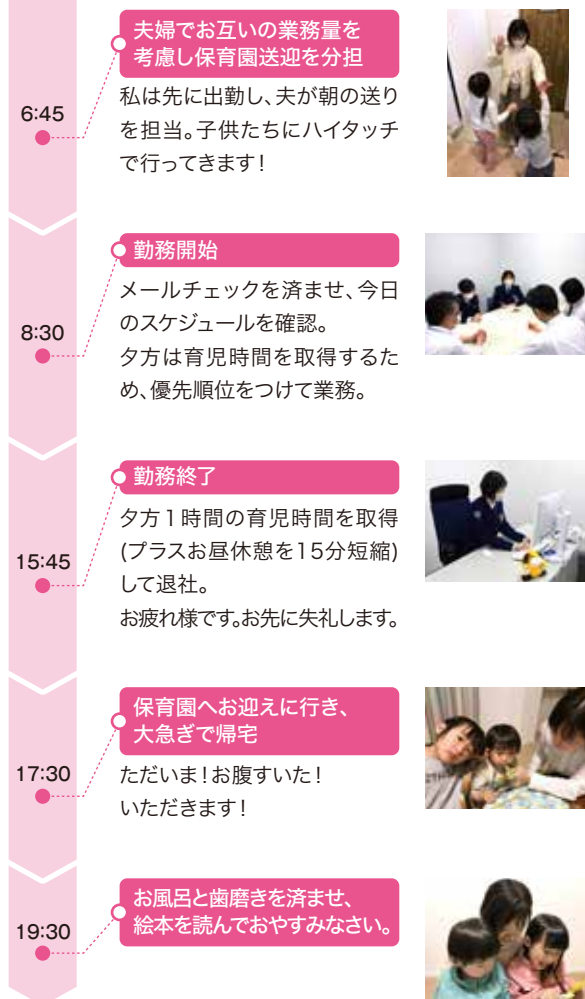 6:45
夫婦でお互いの業務量を
考慮し保育園送迎を分担
私は先に出勤し、夫が朝の送り
を担当。子供たちにハイタッチ
で行ってきます!
8:30
勤務開始
メールチェックを済ませ、今日
のスケジュールを確認。
夕方は育児時間を取得するた
め、優先順位をつけて業務。
15:45
勤務終了
夕方1時間の育児時間を取得
(プラスお昼休憩を15分短縮)
して退社。
お疲れ様です。お先に失礼します。
17:30
保育園へお迎えに行き、
大急ぎで帰宅
ただいま!お腹すいた!
いただきます!
19:30
お風呂と歯磨きを済ませ、
絵本を読んでおやすみなさい。